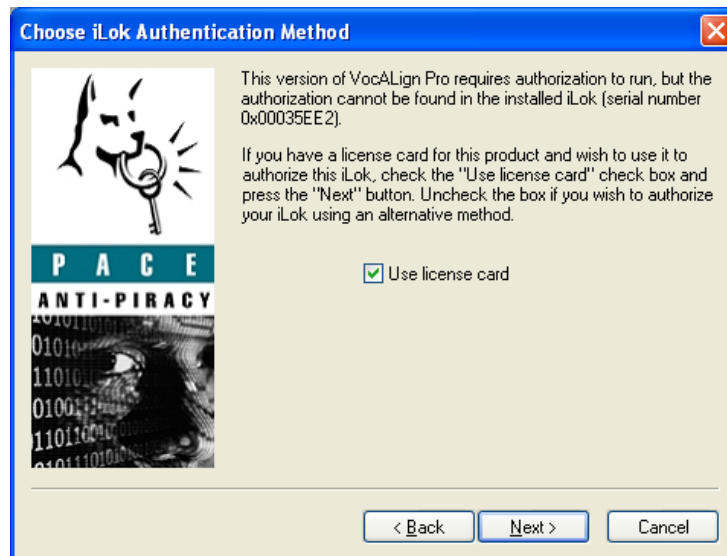 Choose iLok Authentication Method
This version of VocALign Pro requires authorization to run, but the
authorization cannot be found in the installed iLok (serial number
0x00035EE2).
If you have a license card for this product and wish to use it to
authorize this iLok, check the "Use license card" check box and
press the "Next" button. Uncheck the box if you wish to authorize
your iLok using an alternative method.
PACE
ANTI-PIRACY
Use license card
< Back
Next >
Cancel